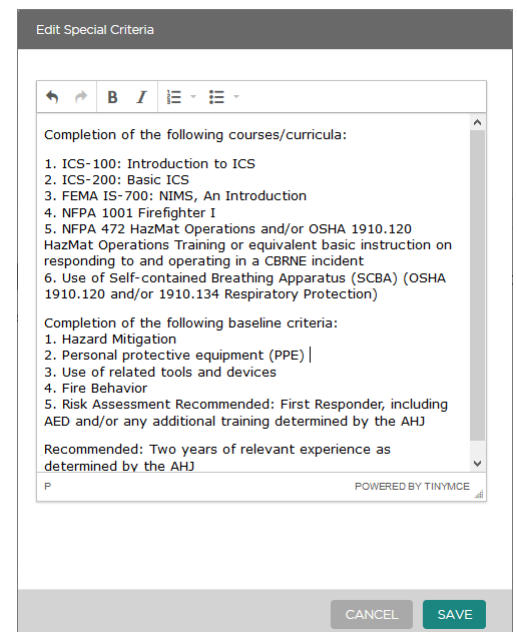 Edit Special Criteria
B I
Completion of the following courses/curricula:
1. ICS-100: Introduction to ICS
2. ICS-200: Basic ICS
3. FEMA IS-700: NIMS, An Introduction
4. NFPA 1001 Firefighter I
5. NFPA 472 HazMat Operations and/or OSHA 1910.120
HazMat Operations Training or equivalent basic instruction on
responding to and operating in a CBRNE incident
6. Use of Self-contained Breathing Apparatus (SCBA) (OSHA
1910.120 and/or 1910.134 Respiratory Protection)
Completion of the following baseline criteria:
1. Hazard Mitigation
2. Personal protective equipment (PPE)
3. Use of related tools and devices
4. Fire Behavior
5. Risk Assessment Recommended: First Responder, including
AED and/or any additional training determined by the AHJ
Recommended: Two years of relevant experience as
determined by the AHJ
P POWERED BY TINYMCE
CANCEL SAVE